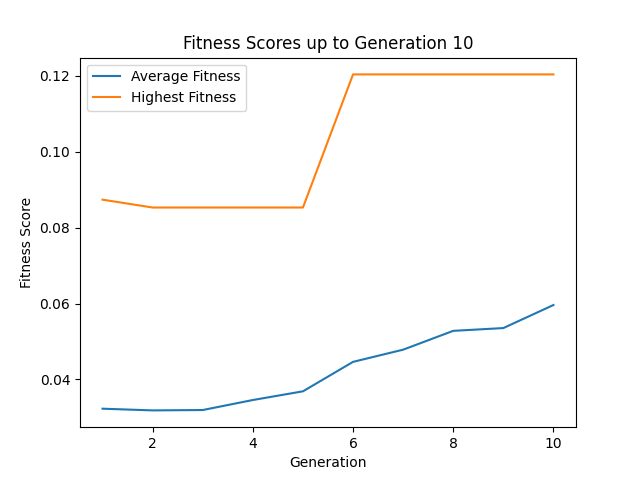 Fitness Scores up to Generation 10
Average Fitness
Highest Fitness
Fitness Score
0.12
0.10
0.08
0.06
0.04
2 4 6 8 10
Generation